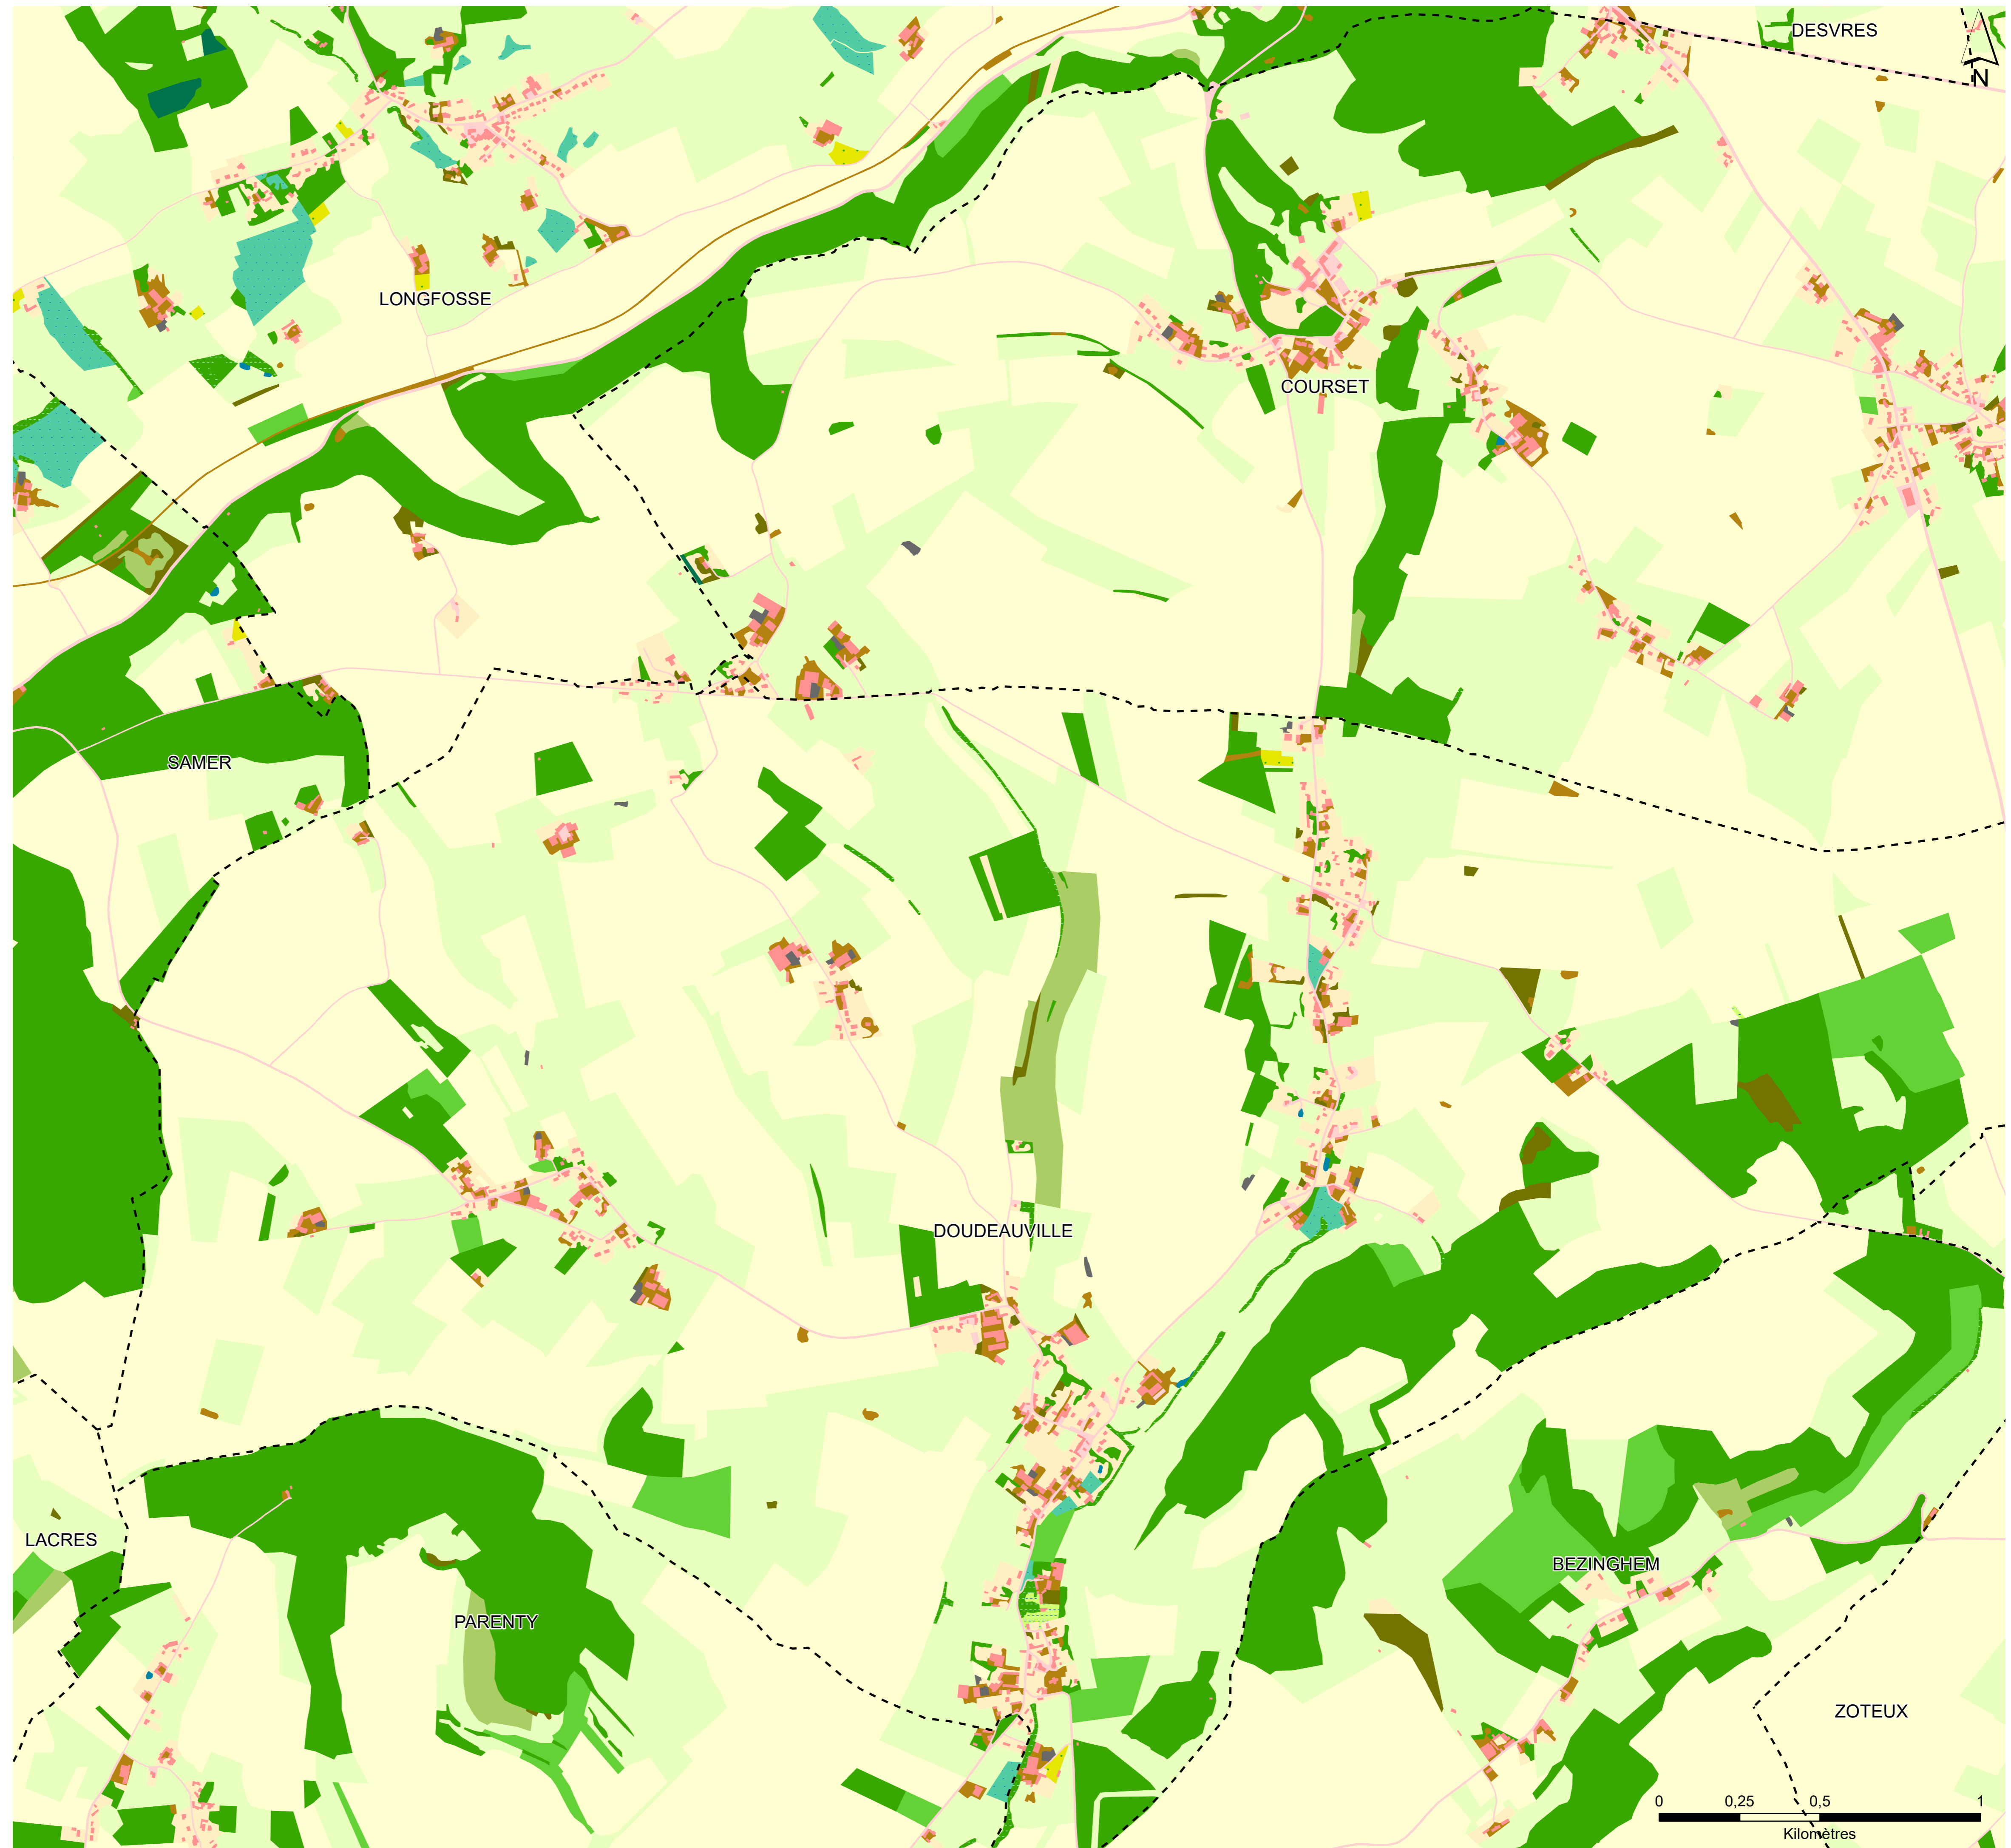 DESVRES
N
LONGFOSSE
COURSET
SAMER
DOUDEAUVILLE
LACRES
BEZINGHEM
PARENTY
ZOTEUX
0 0,25 0,5 1
Kilomètres